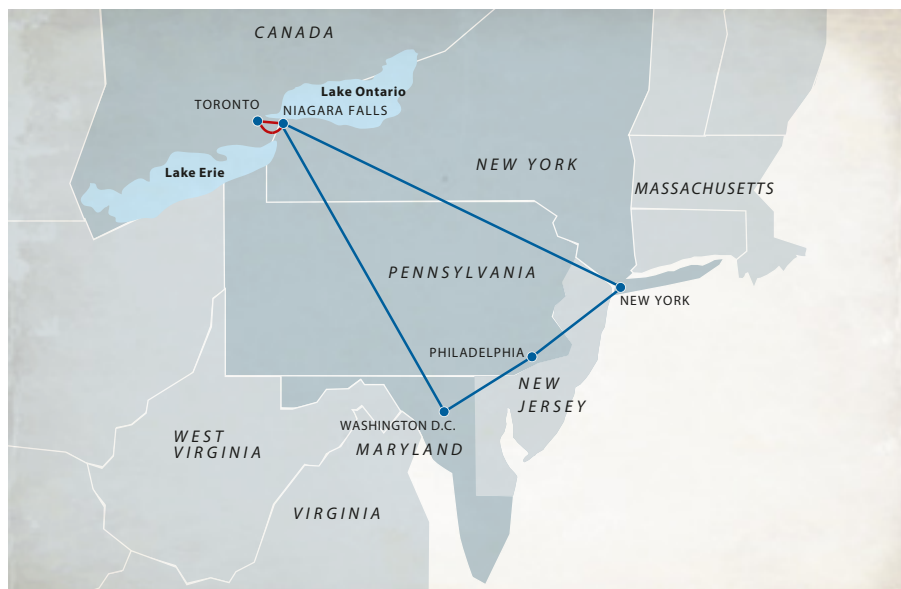 CANADA
Lake Ontario
TORONTO
NIAGARA FALLS
NEW YORK
Lake Erie
MASSACHUSETTS
PENNSYLVANIA
NEW YORK
PHILADELPHIA
NEW
JERSEY
WASHINGTON D.C.
WEST
VIRGINIA
MARYLAND
VIRGINIA